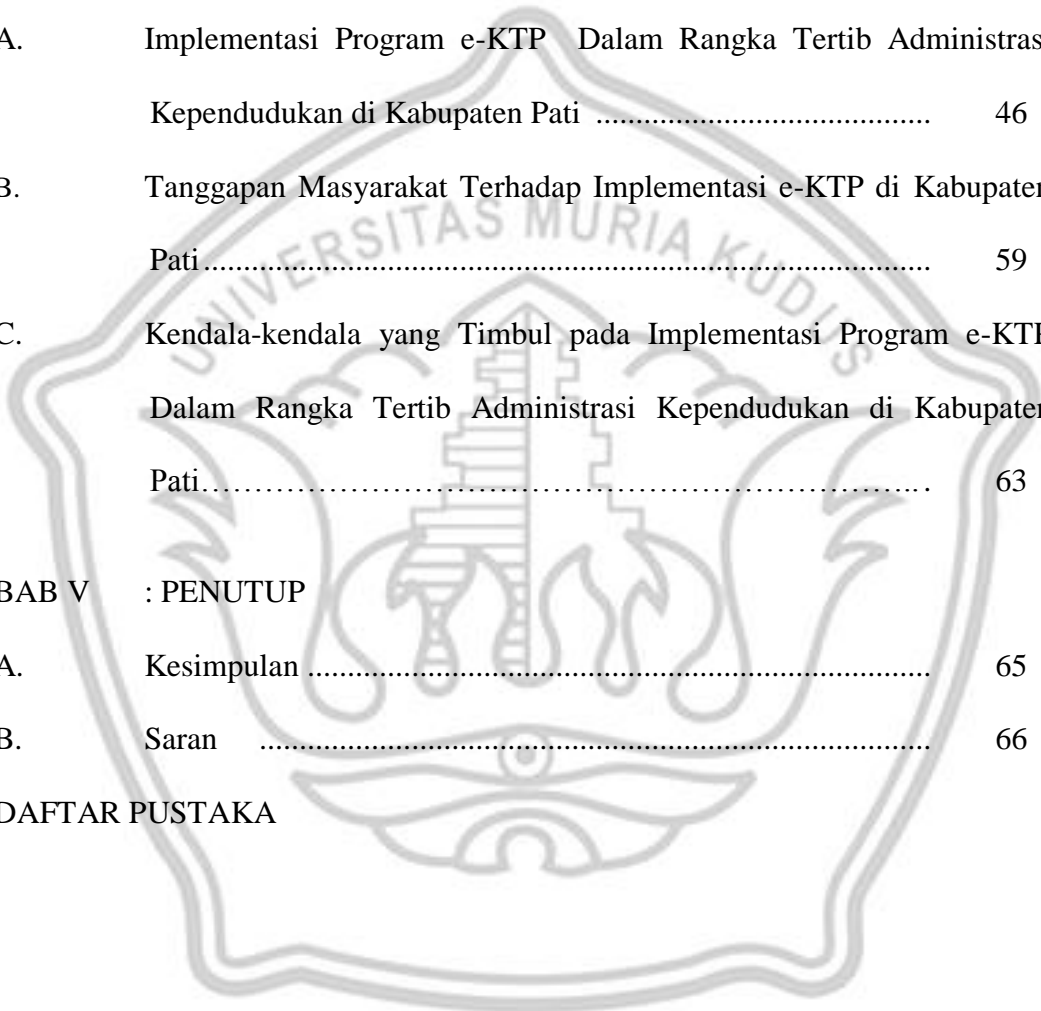 A. Implementasi Program e-KTP Dalam Rangka Tertib Administrasi
Kependudukan di Kabupaten Pati ...................................... 46
B. Tanggapan Masyarakat Terhadap Implementasi e-KTP di Kabupaten
Pati .................................................................................. 59
C. Kendala-kendala yang Timbul pada Implementasi Program e-KTP
Dalam Rangka Tertib Administrasi Kependudukan di Kabupaten
Pati…………………………………………………………. 63
BAB V : PENUTUP
A. Kesimpulan ...................................................................... 65
B. Saran ........................................................................... 66
DAFTAR PUSTAKA
UNIVERSITAS MURIA KUDUS